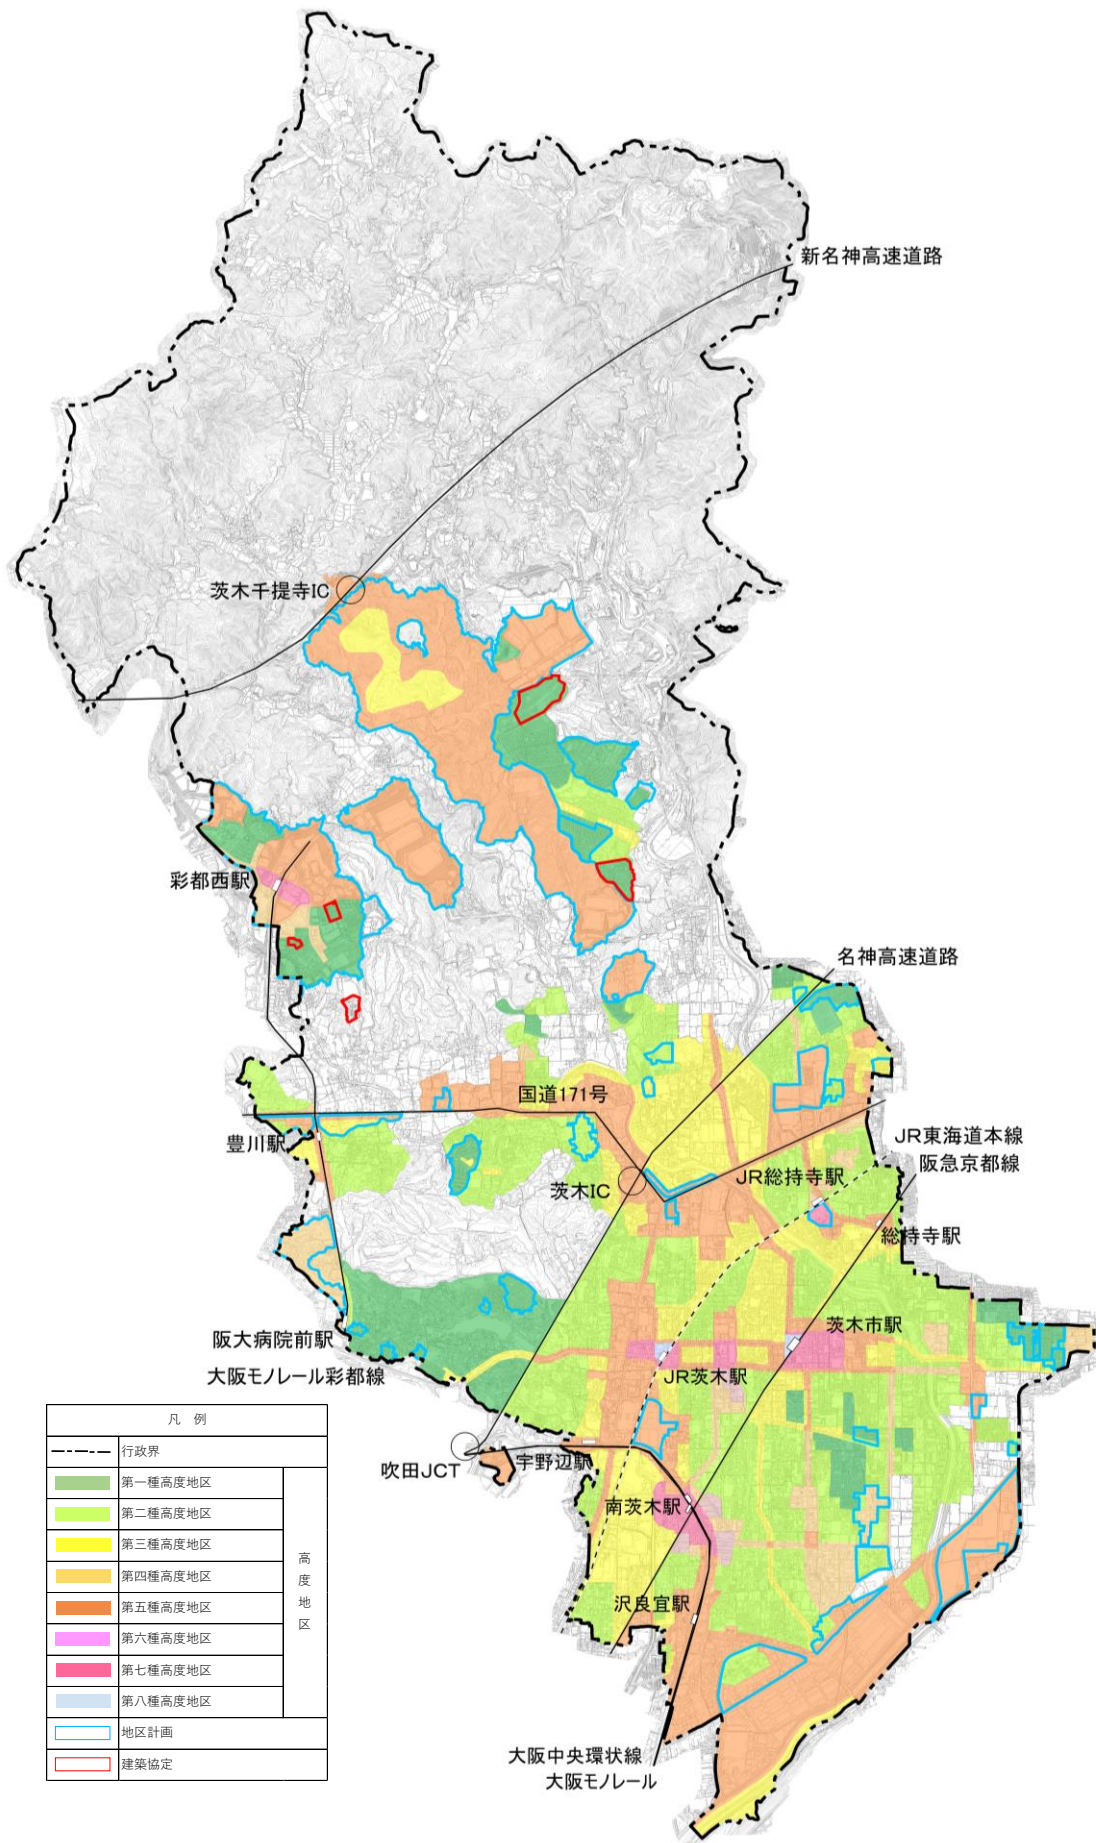 新名神高速道路
茨木千提寺IC
彩都西駅
名神高速道路
国道171号
豊川駅
JR東海道本線
阪急京都線
JR総持寺駅
茨木IC
総持寺駅
阪大病院前駅
茨木市駅
大阪モノレール彩都線
JR茨木駅
吹田JCT
宇野辺駅
南茨木駅
沢良宜駅
大阪中央環状線
大阪モノレール
凡 例
行政界
第一種高度地区
第二種高度地区
第三種高度地区
第四種高度地区
第五種高度地区
第六種高度地区
第七種高度地区
第八種高度地区
高度地区
地区計画
建築協定